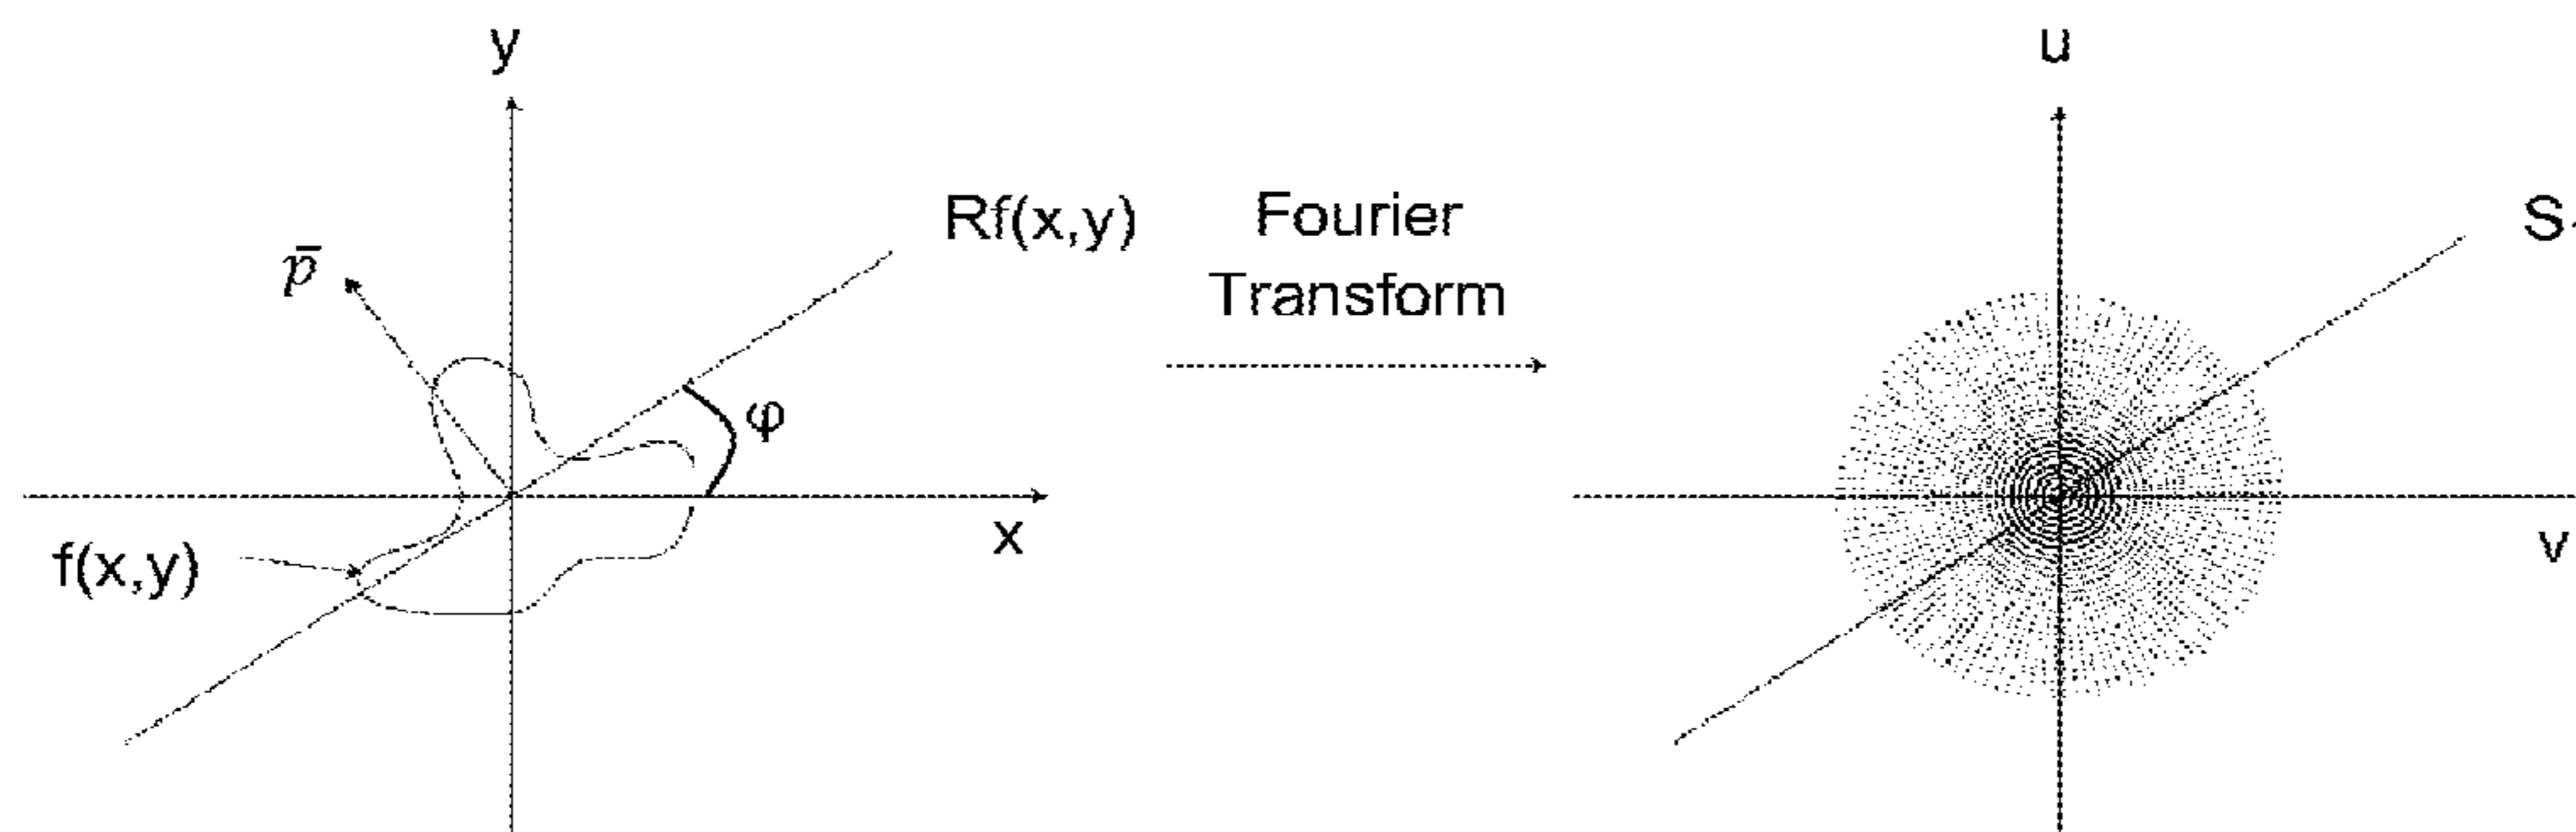 y
u
Rf(x,y)
Fourier
Transform
S
p̄
φ
x
v
f(x,y)